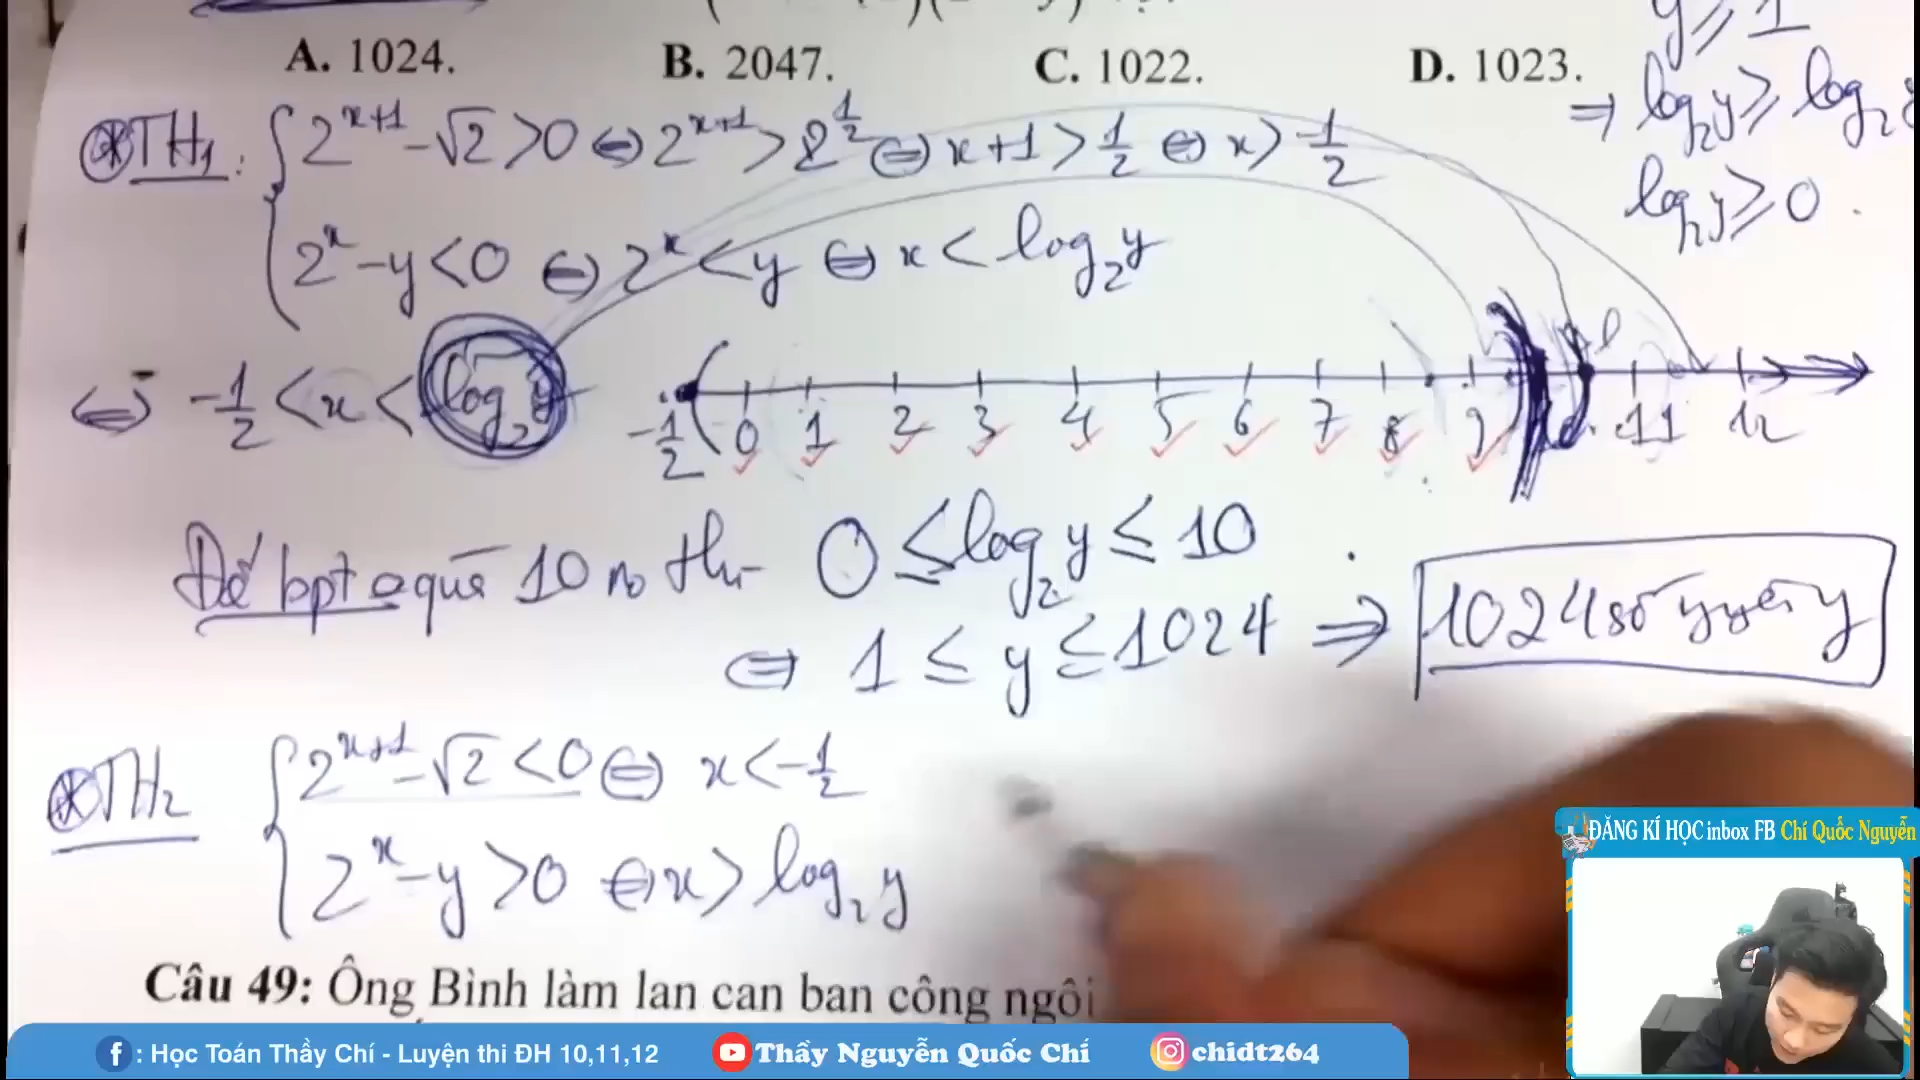 y ⩾ 1
A. 1024. B. 2047. C. 1022. D. 1023.
⇒ log₂y ⩾ log₂
log₂y ⩾ 0
⊛TH₁: 2^{x+1} - √2 > 0 ⇔ 2^{x+1} > 2^{1/2} ⇔ x+1 > 1/2 ⇔ x > -1/2
2^x - y < 0 ⇔ 2^x < y ⇔ x < log₂y
⇔ -1/2 < x < log₂y
-1/2 ( 0 1 2 3 4 5 6 7 8 9 10 11 12
Để bpt quá 10 no thì 0 ≤ log₂y ≤ 10
⇔ 1 ≤ y ≤ 1024 ⇒ 1024 số y
⊛TH₂ 2^{x+1} - √2 < 0 ⇔ x < -1/2
2^x - y > 0 ⇔ x > log₂y
Câu 49: Ông Bình làm lan can ban công ngôi
ĐĂNG KÍ HỌC inbox FB Chí Quốc Nguyễn
f : Học Toán Thầy Chí - Luyện thi ĐH 10,11,12 Thầy Nguyễn Quốc Chí chidt264